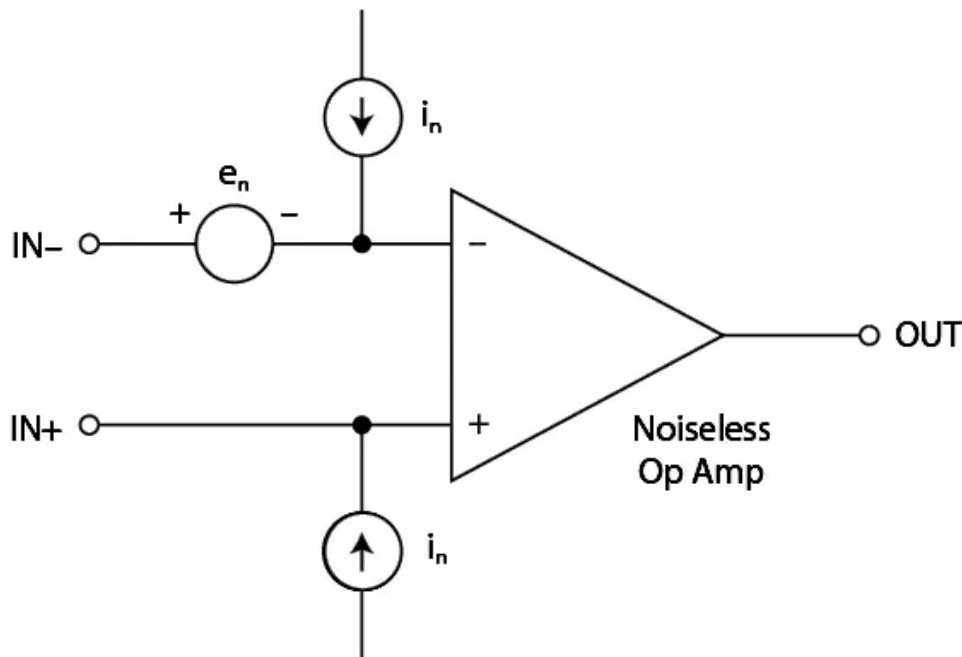 iₙ
eₙ
+ −
IN−
−
OUT
IN+
+
Noiseless
Op Amp
iₙ